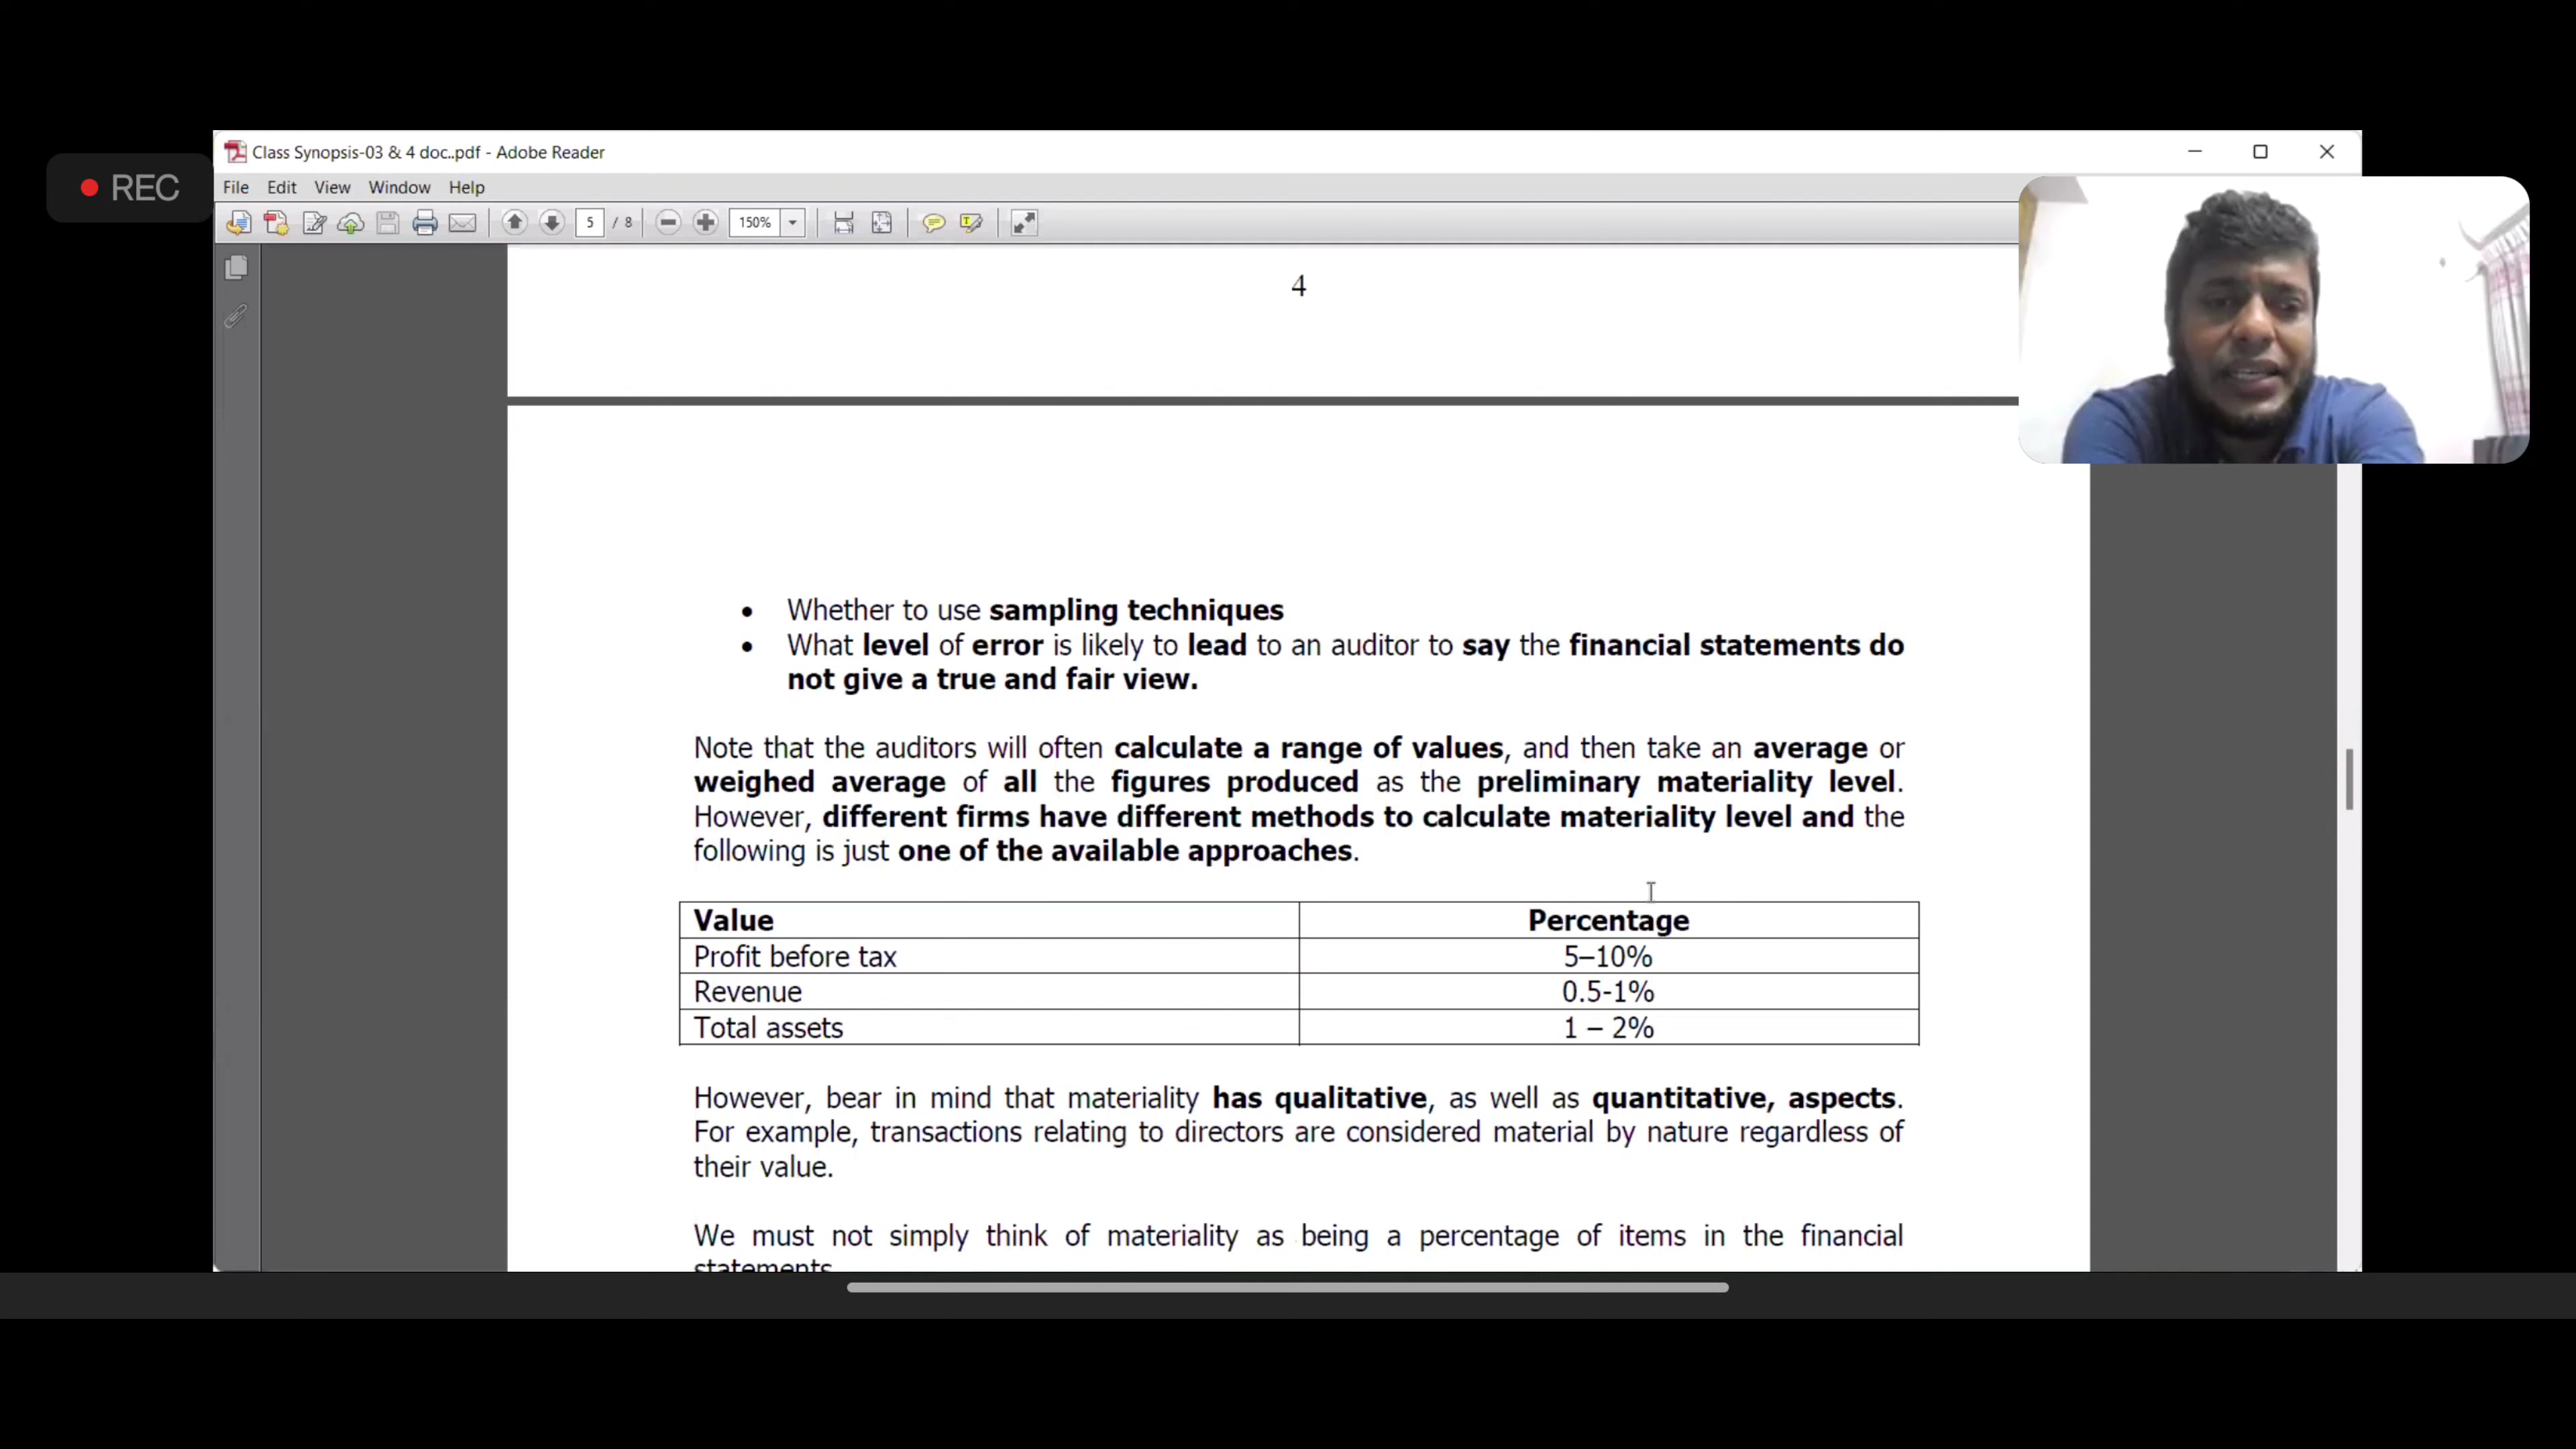 Class Synopsis-03 & 4 doc..pdf - Adobe Reader
REC
File Edit View Window Help
5 / 8 150%
4
• Whether to use sampling techniques
• What level of error is likely to lead to an auditor to say the financial statements do
not give a true and fair view.
Note that the auditors will often calculate a range of values, and then take an average or
weighed average of all the figures produced as the preliminary materiality level.
However, different firms have different methods to calculate materiality level and the
following is just one of the available approaches.
Value Percentage
Profit before tax 5–10%
Revenue 0.5-1%
Total assets 1 – 2%
However, bear in mind that materiality has qualitative, as well as quantitative, aspects.
For example, transactions relating to directors are considered material by nature regardless of
their value.
We must not simply think of materiality as being a percentage of items in the financial
statements